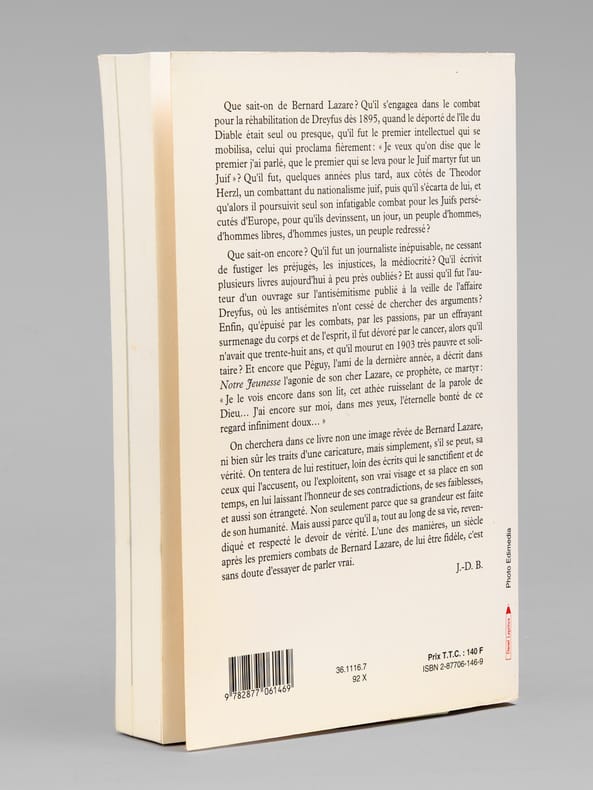 Que sait-on de Bernard Lazare ? Qu'il s'engagea dans le combat
pour la réhabilitation de Dreyfus dès 1895, quand le déporté de l'île du
Diable était seul ou presque, qu'il fut le premier intellectuel qui se
mobilisa, celui qui proclama fièrement : « Je veux qu'on dise que le
premier j'ai parlé, que le premier qui se leva pour le Juif martyr fut un
Juif » ? Qu'il fut, quelques années plus tard, aux côtés de Theodor
Herzl, un combattant du nationalisme juif, puis qu'il s'écarta de lui, et
qu'alors il poursuivit seul son infatigable combat pour les Juifs persé-
cutés d'Europe, pour qu'ils devinssent, un jour, un peuple d'hommes,
d'hommes libres, d'hommes justes, un peuple redressé ?
Que sait-on encore ? Qu'il fut un journaliste inépuisable, ne cessant
de fustiger les préjugés, les injustices, la médiocrité ? Qu'il écrivit
plusieurs livres aujourd'hui à peu près oubliés ? Et aussi qu'il fut l'au-
teur d'un ouvrage sur l'antisémitisme publié à la veille de l'affaire
Dreyfus, où les antisémites n'ont cessé de chercher des arguments ?
Enfin, qu'épuisé par les combats, par les passions, par un effrayant
surmenage du corps et de l'esprit, il fut dévoré par le cancer, alors qu'il
n'avait que trente-huit ans, et qu'il mourut en 1903 très pauvre et soli-
taire ? Et encore que Péguy, l'ami de la dernière année, a décrit dans
Notre Jeunesse l'agonie de son cher Lazare, ce prophète, ce martyr :
« Je le vois encore dans son lit, cet athée ruisselant de la parole de
Dieu... J'ai encore sur moi, dans mes yeux, l'éternelle bonté de ce
regard infiniment doux... »
On cherchera dans ce livre non une image rêvée de Bernard Lazare,
ni bien sûr les traits d'une caricature, mais simplement, s'il se peut, sa
vérité. On tentera de lui restituer, loin des écrits qui le sanctifient et de
ceux qui l'accusent, ou l'exploitent, son vrai visage et sa place en son
temps, en lui laissant l'honneur de ses contradictions, de ses faiblesses,
et aussi son étrangeté. Non seulement parce que sa grandeur est faite
de son humanité. Mais aussi parce qu'il a, tout au long de sa vie, reven-
diqué et respecté le devoir de vérité. L'une des manières, un siècle
après les premiers combats de Bernard Lazare, de lui être fidèle, c'est
sans doute d'essayer de parler vrai.
J.-D. B.
Photo Edimedia
9 782877 061469
36.1116.7
92 X
Prix T.T.C. : 140 F
ISBN 2-87706-146-9